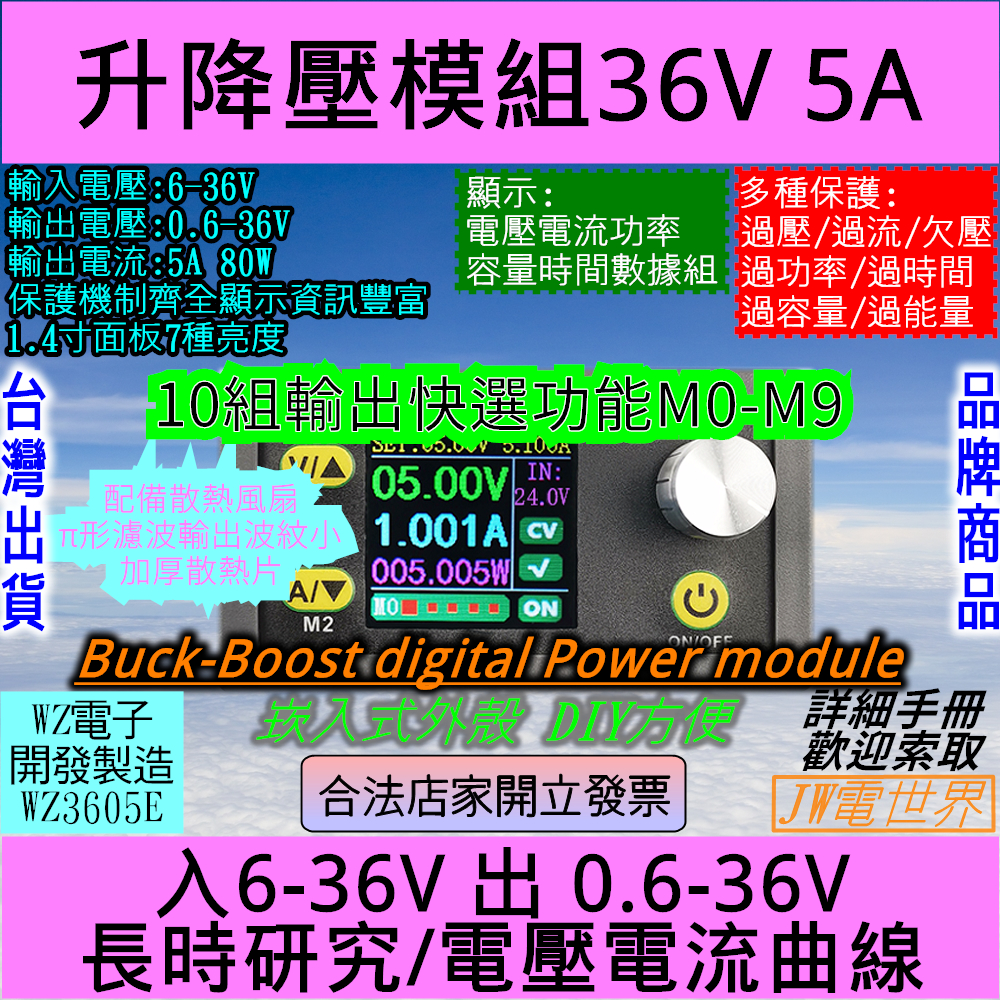 升降壓模組36V 5A
輸入電壓:6-36V
輸出電壓:0.6-36V
輸出電流:5A 80W
保護機制齊全顯示資訊豐富
1.4寸面板7種亮度
顯示:
電壓電流功率
容量時間數據組
多種保護:
過壓/過流/欠壓
過功率/過時間
過容量/過能量
台灣出貨
品牌商品
10組輸出快選功能M0-M9
SET:05.00V 5.100A
V/▲
05.00V
IN:
24.0V
1.001A
CV
005.005W
M0
ON
A/▼
M2
ON/OFF
配備散熱風扇
π形濾波輸出波紋小
加厚散熱片
Buck-Boost digital Power module
崁入式外殼 DIY方便
WZ電子
開發製造
WZ3605E
合法店家開立發票
詳細手冊
歡迎索取
JW電世界
入6-36V 出 0.6-36V
長時研究/電壓電流曲線